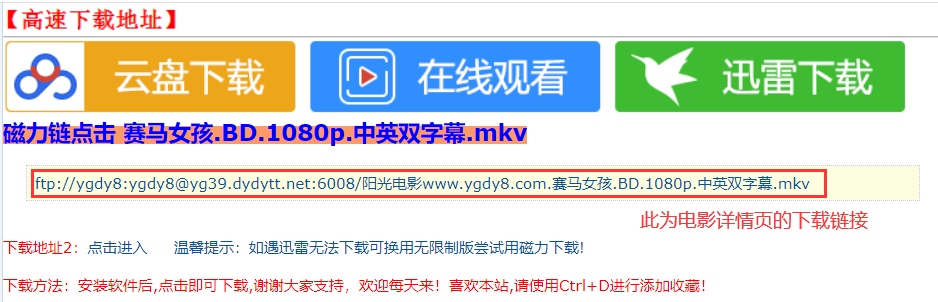 【高速下载地址】
云盘下载 在线观看 迅雷下载
磁力链点击 赛马女孩.BD.1080p.中英双字幕.mkv
ftp://ygdy8:ygdy8@yg39.dydytt.net:6008/阳光电影www.ygdy8.com.赛马女孩.BD.1080p.中英双字幕.mkv
此为电影详情页的下载链接
下载地址2：点击进入 温馨提示：如遇迅雷无法下载可换用无限制版尝试用磁力下载!
下载方法：安装软件后,点击即可下载,谢谢大家支持，欢迎每天来！喜欢本站,请使用Ctrl+D进行添加收藏!